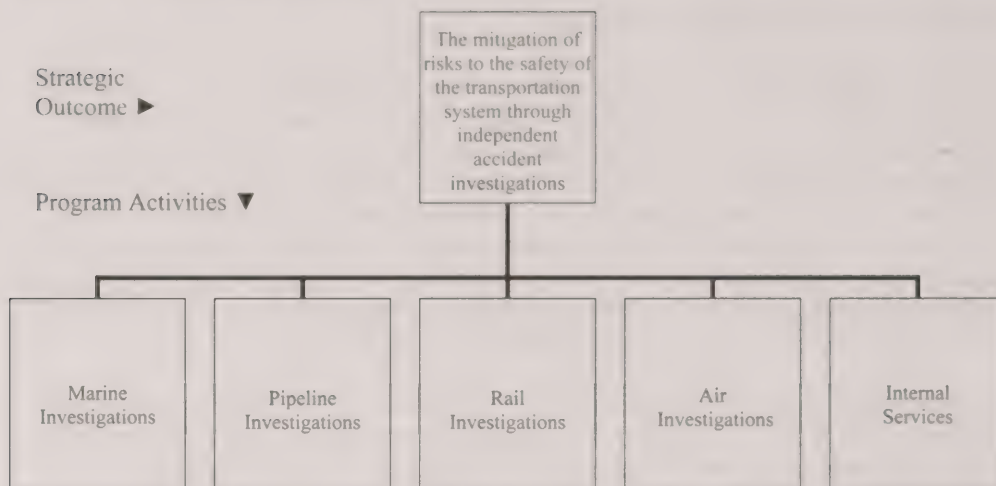 The mitigation of
risks to the safety of
the transportation
system through
independent
accident
investigations
Strategic
Outcome ►
Program Activities ▼
Marine
Investigations
Pipeline
Investigations
Rail
Investigations
Air
Investigations
Internal
Services